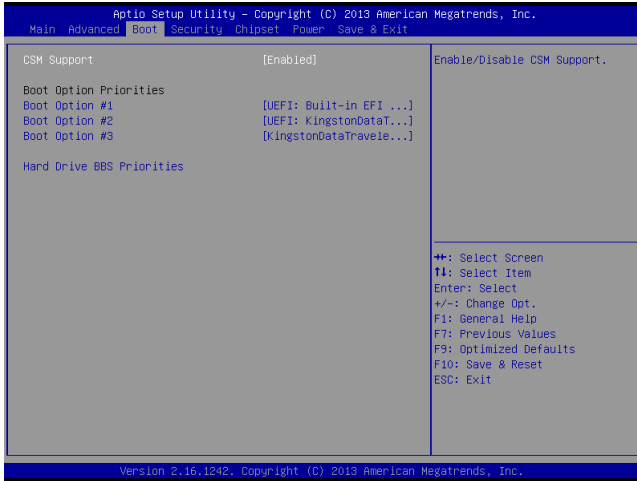 Aptio Setup Utility - Copyright (C) 2013 American Megatrends, Inc.
Main Advanced Boot Security Chipset Power Save & Exit
CSM Support [Enabled]
Boot Option Priorities
Boot Option #1 [UEFI: Built-in EFI ...]
Boot Option #2 [UEFI: KingstonDataT...]
Boot Option #3 [KingstonDataTravele...]
Hard Drive BBS Priorities
Enable/Disable CSM Support.
→←: Select Screen
↑↓: Select Item
Enter: Select
+/-: Change Opt.
F1: General Help
F7: Previous Values
F9: Optimized Defaults
F10: Save & Reset
ESC: Exit
Version 2.16.1242. Copyright (C) 2013 American Megatrends, Inc.